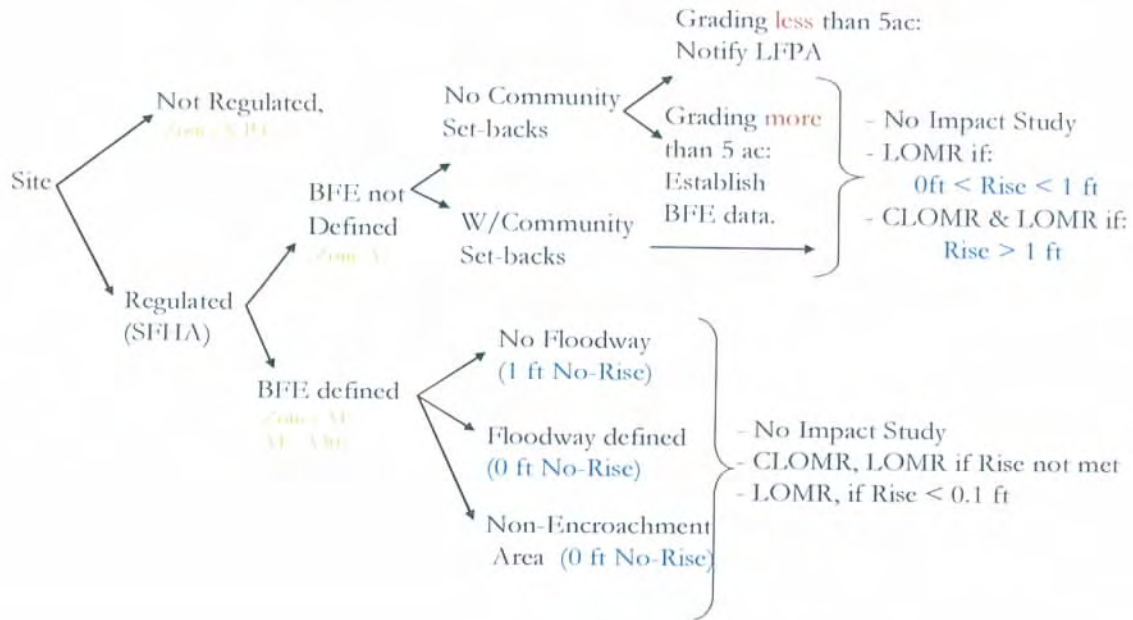 Grading less than 5ac:
Notify LFPA
Not Regulated,
No Community
Set-backs
Grading more
than 5 ac:
Establish
BFE data.
- No Impact Study
- LOMR if:
0ft < Rise < 1 ft
- CLOMR & LOMR if:
Rise > 1 ft
Site
BFE not
Defined
W/Community
Set-backs
Regulated
(SFHA)
No Floodway
(1 ft No-Rise)
BFE defined
Floodway defined
(0 ft No-Rise)
- No Impact Study
- CLOMR, LOMR if Rise not met
- LOMR, if Rise < 0.1 ft
Non-Encroachment
Area (0 ft No-Rise)